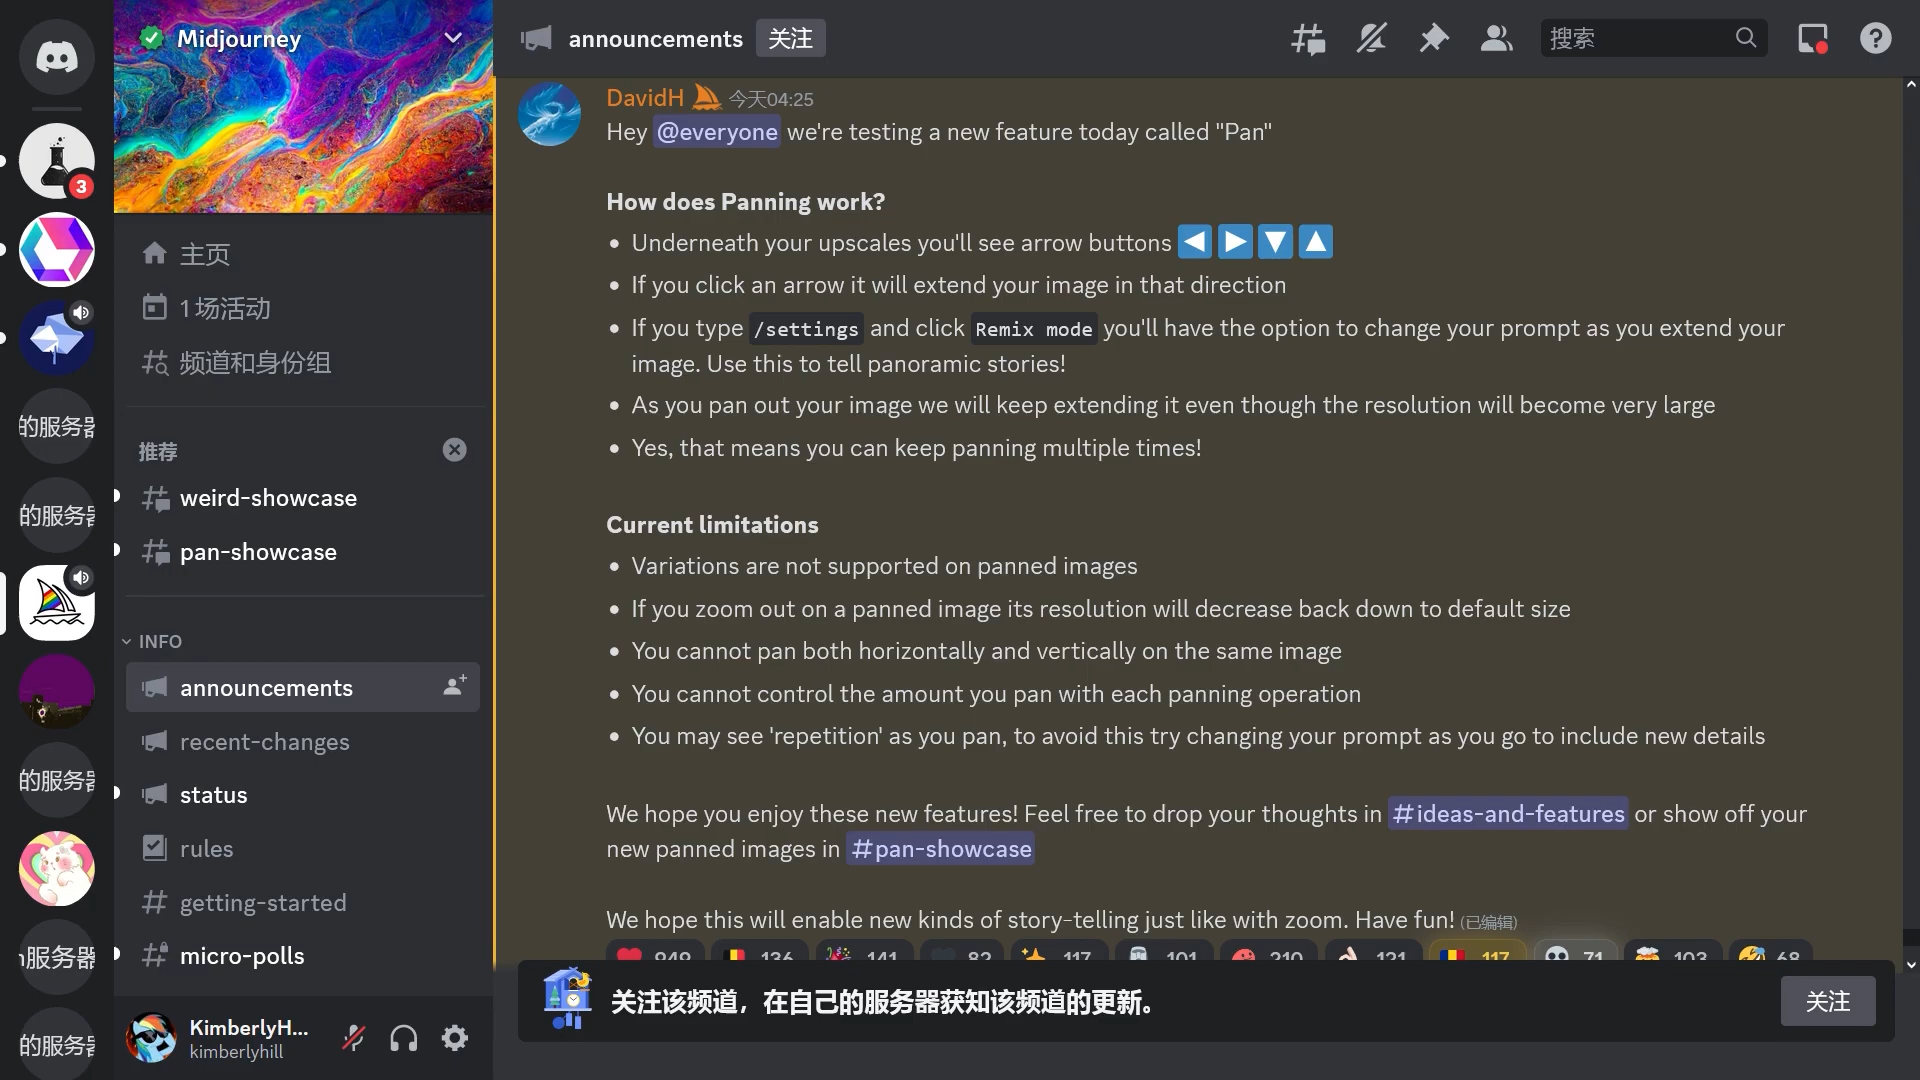 Midjourney
announcements 关注
搜索
3
主页
1场活动
频道和身份组
推荐
weird-showcase
pan-showcase
INFO
announcements
recent-changes
status
rules
getting-started
micro-polls
的服务器
的服务器
的服务器
服务器
的服务器
KimberlyH...
kimberlyhill
DavidH 今天04:25
Hey @everyone we're testing a new feature today called "Pan"
How does Panning work?
• Underneath your upscales you'll see arrow buttons
• If you click an arrow it will extend your image in that direction
• If you type /settings and click Remix mode you'll have the option to change your prompt as you extend your
image. Use this to tell panoramic stories!
• As you pan out your image we will keep extending it even though the resolution will become very large
• Yes, that means you can keep panning multiple times!
Current limitations
• Variations are not supported on panned images
• If you zoom out on a panned image its resolution will decrease back down to default size
• You cannot pan both horizontally and vertically on the same image
• You cannot control the amount you pan with each panning operation
• You may see 'repetition' as you pan, to avoid this try changing your prompt as you go to include new details
We hope you enjoy these new features! Feel free to drop your thoughts in #ideas-and-features or show off your
new panned images in #pan-showcase
We hope this will enable new kinds of story-telling just like with zoom. Have fun! (已编辑)
949 136 141 82 117 101 210 121 117 71 103 68
关注该频道，在自己的服务器获知该频道的更新。
关注